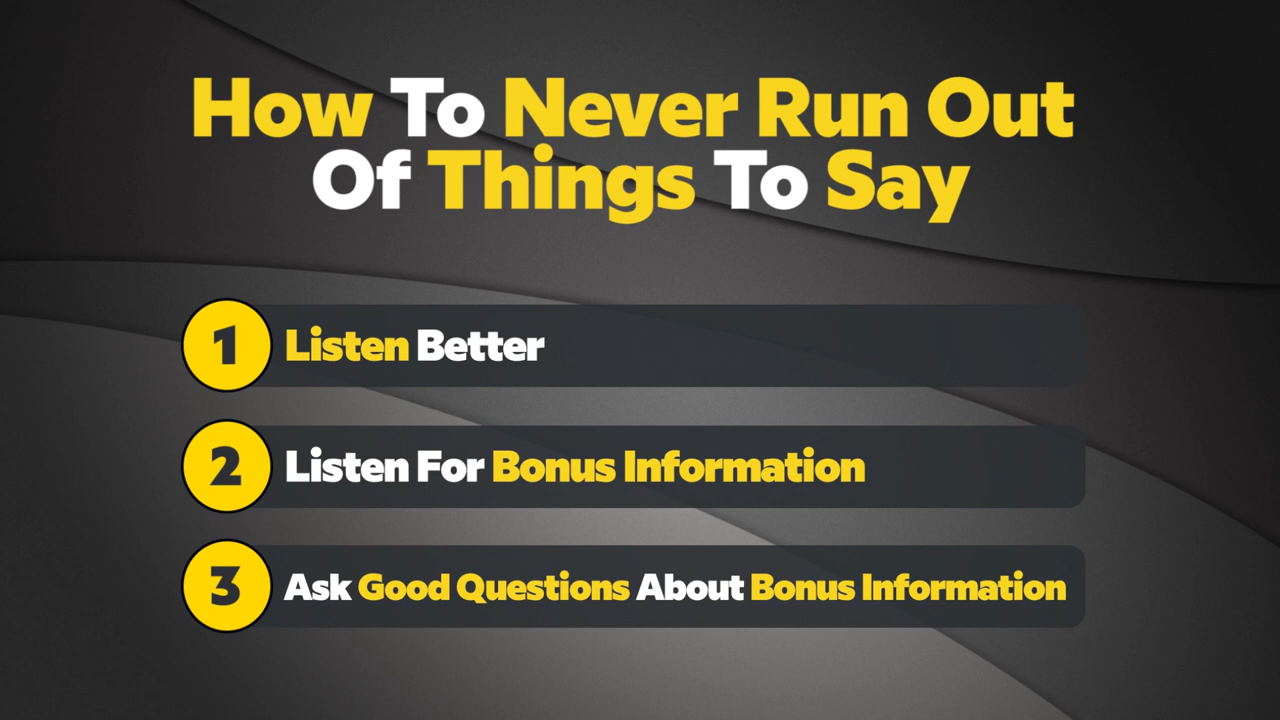 How To Never Run Out
Of Things To Say
1 Listen Better
2 Listen For Bonus Information
3 Ask Good Questions About Bonus Information